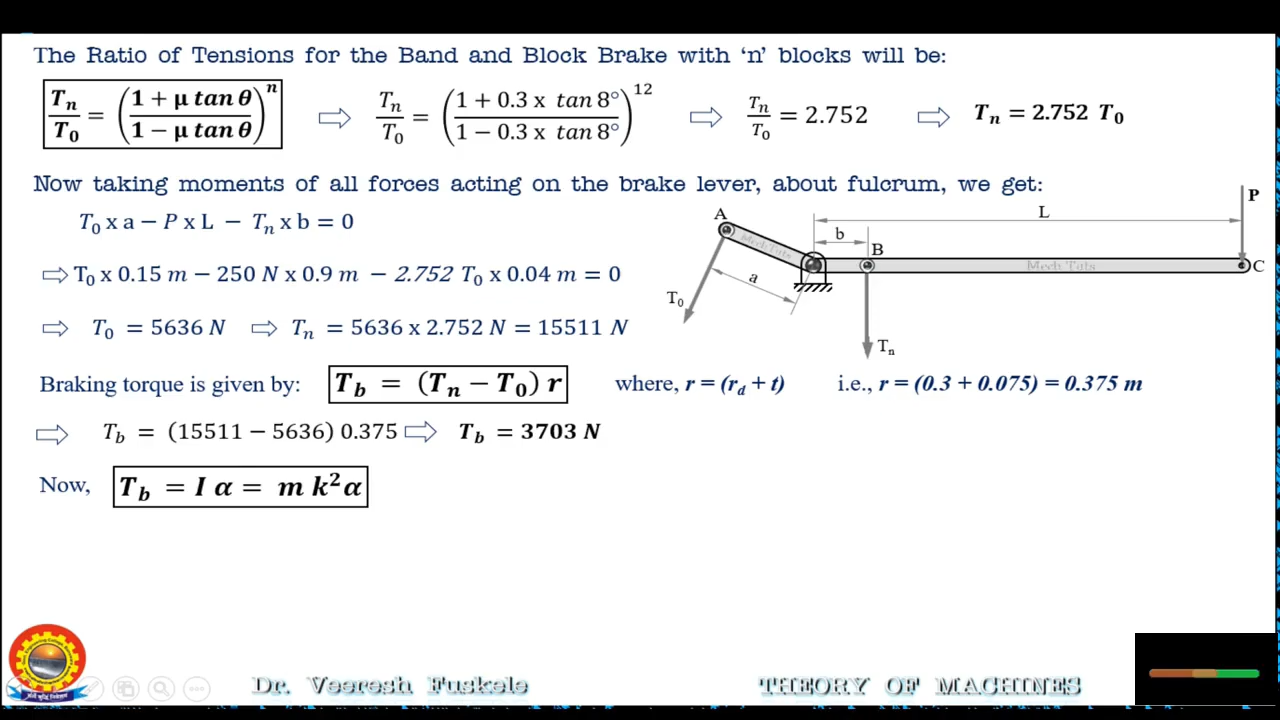 The Ratio of Tensions for the Band and Block Brake with ‘n’ blocks will be:
Tn/T0 = ((1 + μ tan θ)/(1 − μ tan θ))^n ⇨ Tn/T0 = ((1 + 0.3 x tan 8°)/(1 − 0.3 x tan 8°))^12 ⇨ Tn/T0 = 2.752 ⇨ Tn = 2.752 T0
Now taking moments of all forces acting on the brake lever, about fulcrum, we get:
T0 x a − P x L − Tn x b = 0
⇨ T0 x 0.15 m − 250 N x 0.9 m − 2.752 T0 x 0.04 m = 0
⇨ T0 = 5636 N ⇨ Tn = 5636 x 2.752 N = 15511 N
P
A
L
b
B
Mech Tuts
Mech Tuts
C
a
T0
Tn
Braking torque is given by: Tb = (Tn − T0) r where, r = (rd + t) i.e., r = (0.3 + 0.075) = 0.375 m
⇨ Tb = (15511 − 5636) 0.375 ⇨ Tb = 3703 N
Now, Tb = I α = m k²α
Dr. Veeresh Fuskele THEORY OF MACHINES